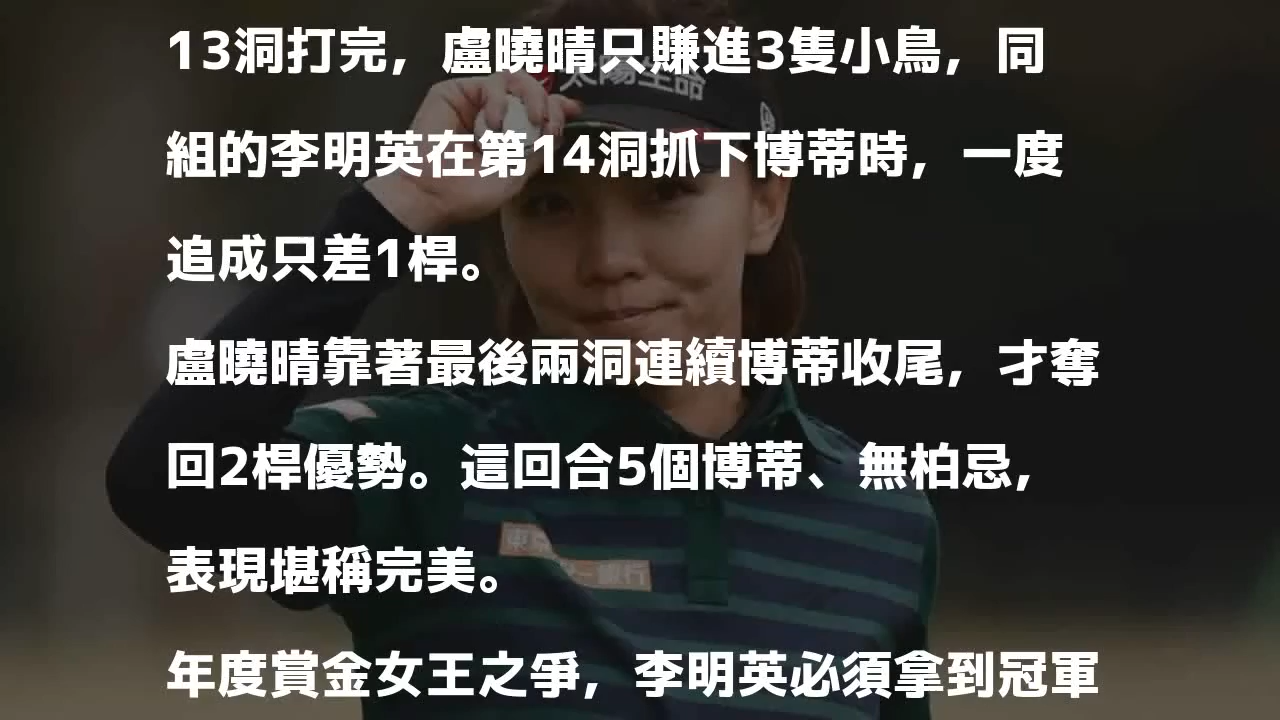 13洞打完，盧曉晴只賺進3隻小鳥，同
太陽生命
組的李明英在第14洞抓下博蒂時，一度
追成只差1桿。
盧曉晴靠著最後兩洞連續博蒂收尾，才奪
回2桿優勢。這回合5個博蒂、無柏忌，
表現堪稱完美。
年度賞金女王之爭，李明英必須拿到冠軍